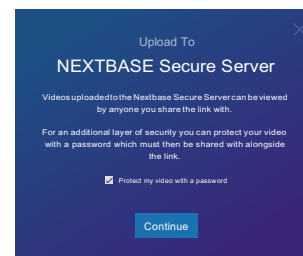 Upload To
NEXTBASE Secure Server
Videos uploaded to the Nextbase Secure Server can be viewed
by anyone you share the link with.
For an additional layer of security you can protect your video
with a password which must then be shared with alongside
the link.
Protect my video with a password
Continue